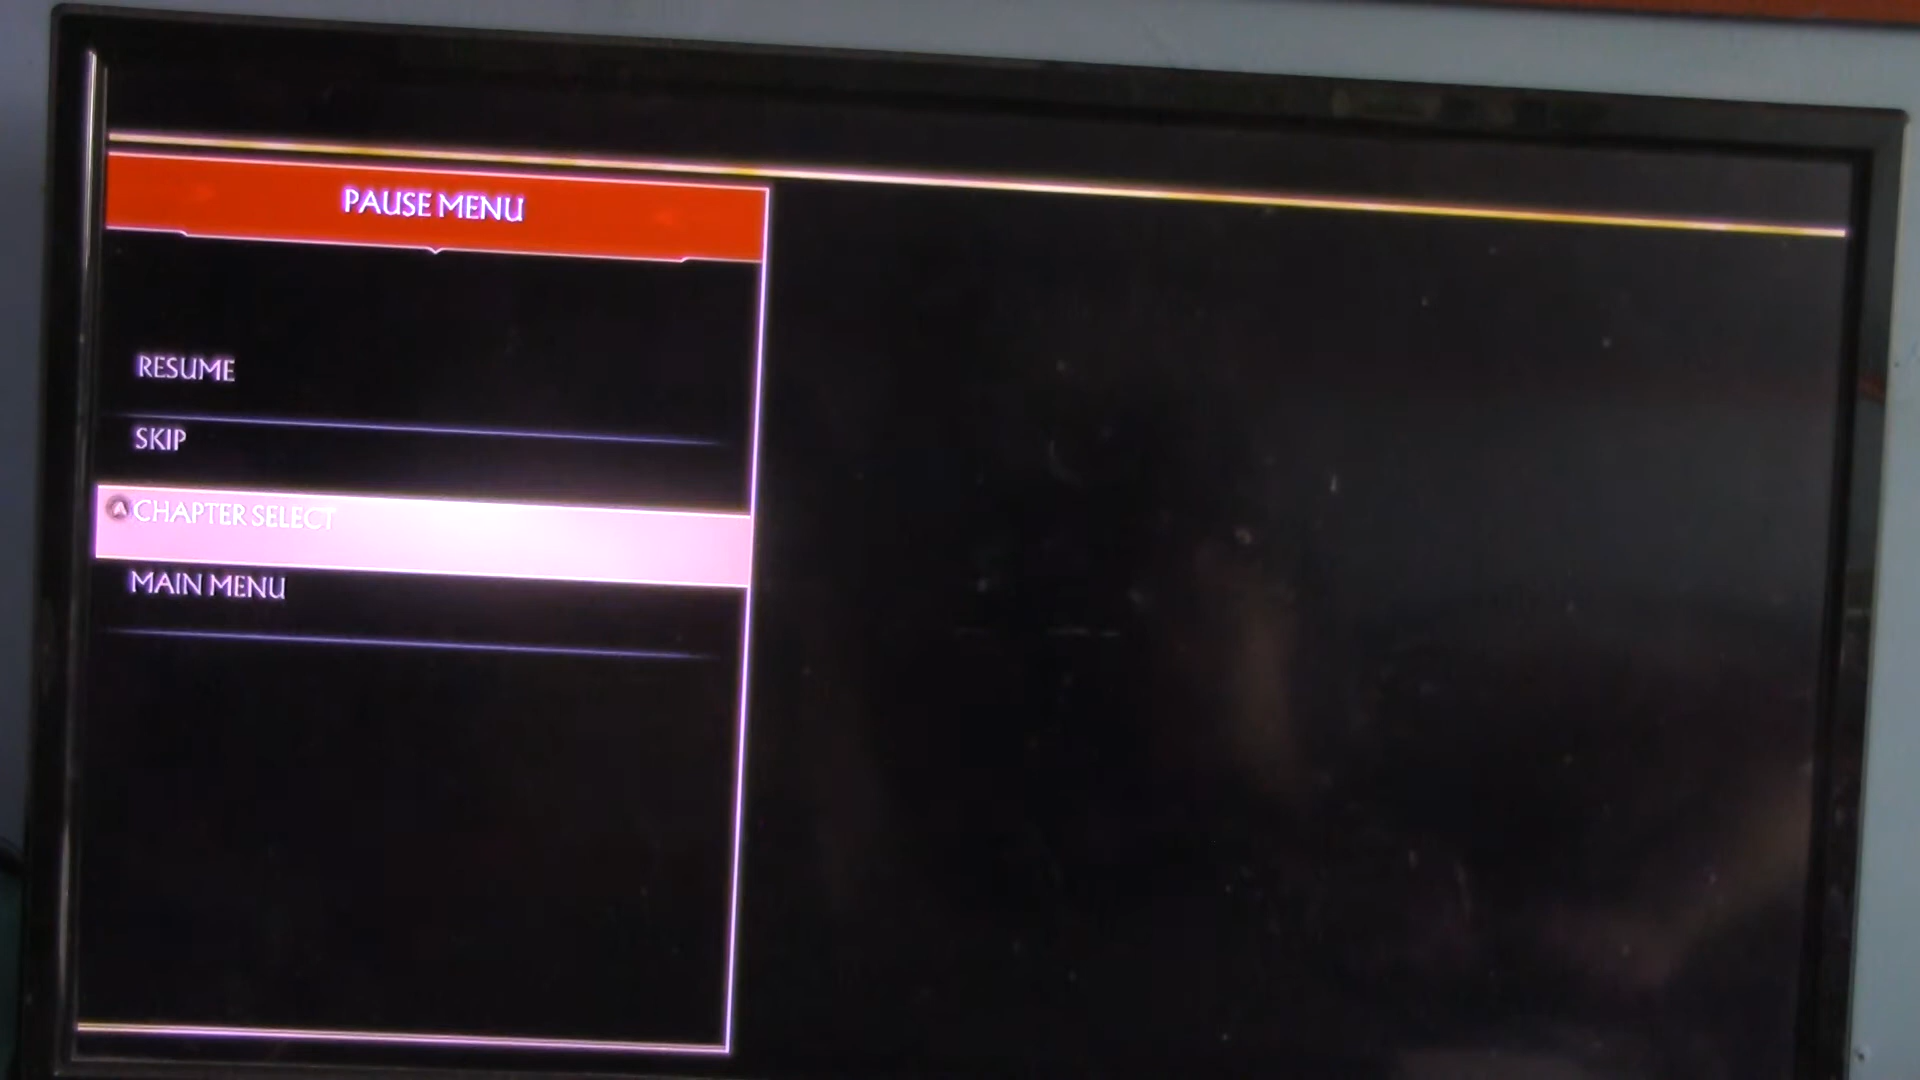 PAUSE MENU
RESUME
SKIP
A CHAPTER SELECT
MAIN MENU